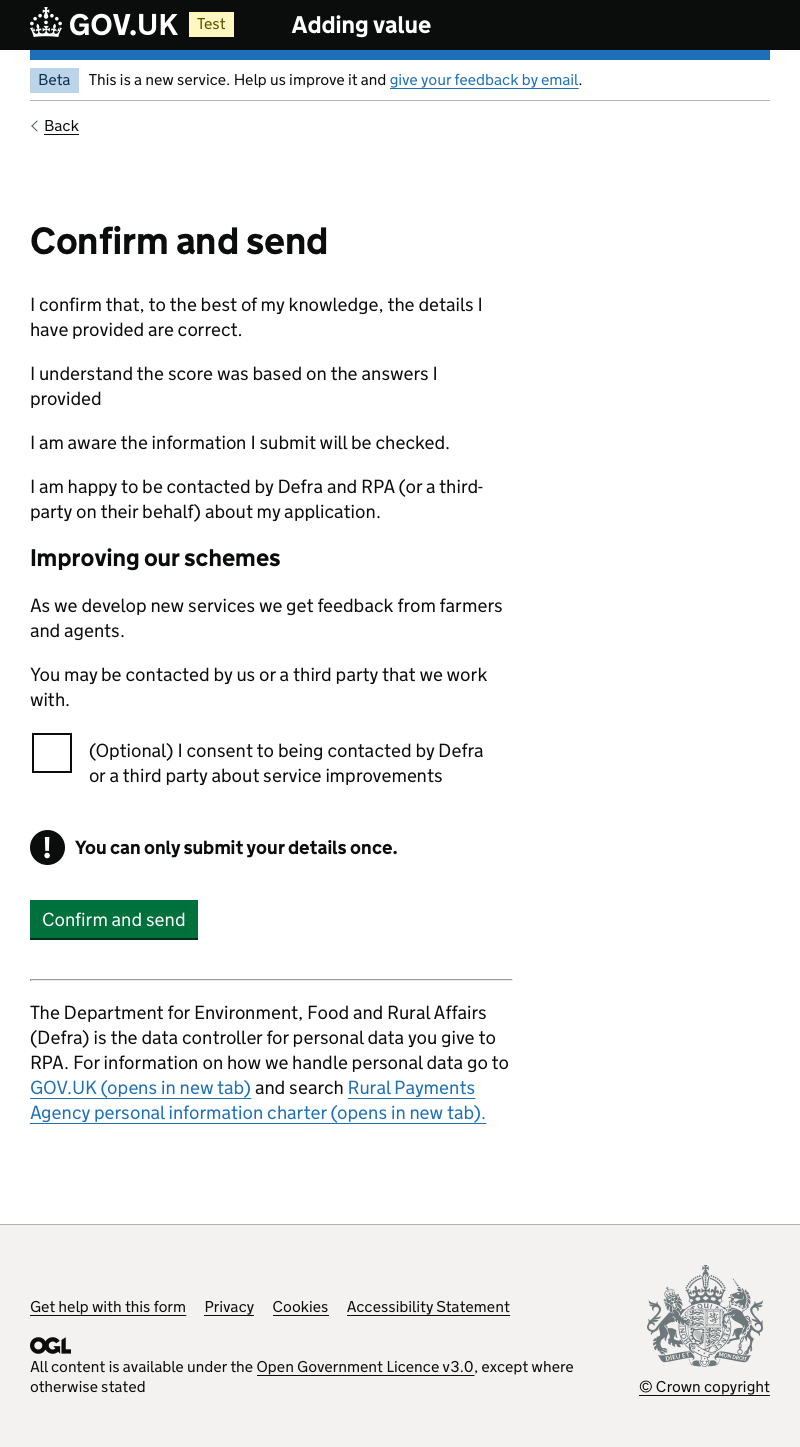 GOV.UK Test Adding value
Beta This is a new service. Help us improve it and give your feedback by email.
Back
Confirm and send
I confirm that, to the best of my knowledge, the details I
have provided are correct.
I understand the score was based on the answers I
provided
I am aware the information I submit will be checked.
I am happy to be contacted by Defra and RPA (or a third-
party on their behalf) about my application.
Improving our schemes
As we develop new services we get feedback from farmers
and agents.
You may be contacted by us or a third party that we work
with.
(Optional) I consent to being contacted by Defra
or a third party about service improvements
! You can only submit your details once.
Confirm and send
The Department for Environment, Food and Rural Affairs
(Defra) is the data controller for personal data you give to
RPA. For information on how we handle personal data go to
GOV.UK (opens in new tab) and search Rural Payments
Agency personal information charter (opens in new tab).
Get help with this form Privacy Cookies Accessibility Statement
OGL
All content is available under the Open Government Licence v3.0, except where
otherwise stated
© Crown copyright